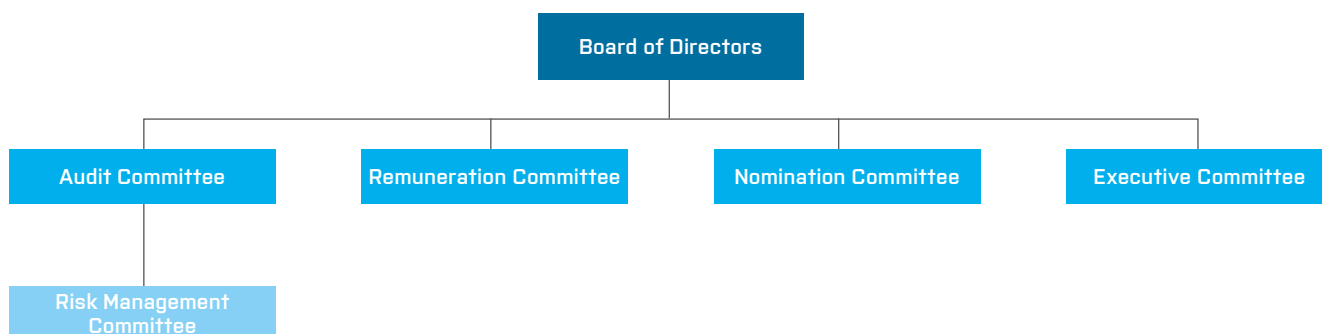 Board of Directors
Audit Committee
Remuneration Committee
Nomination Committee
Executive Committee
Risk Management
Committee